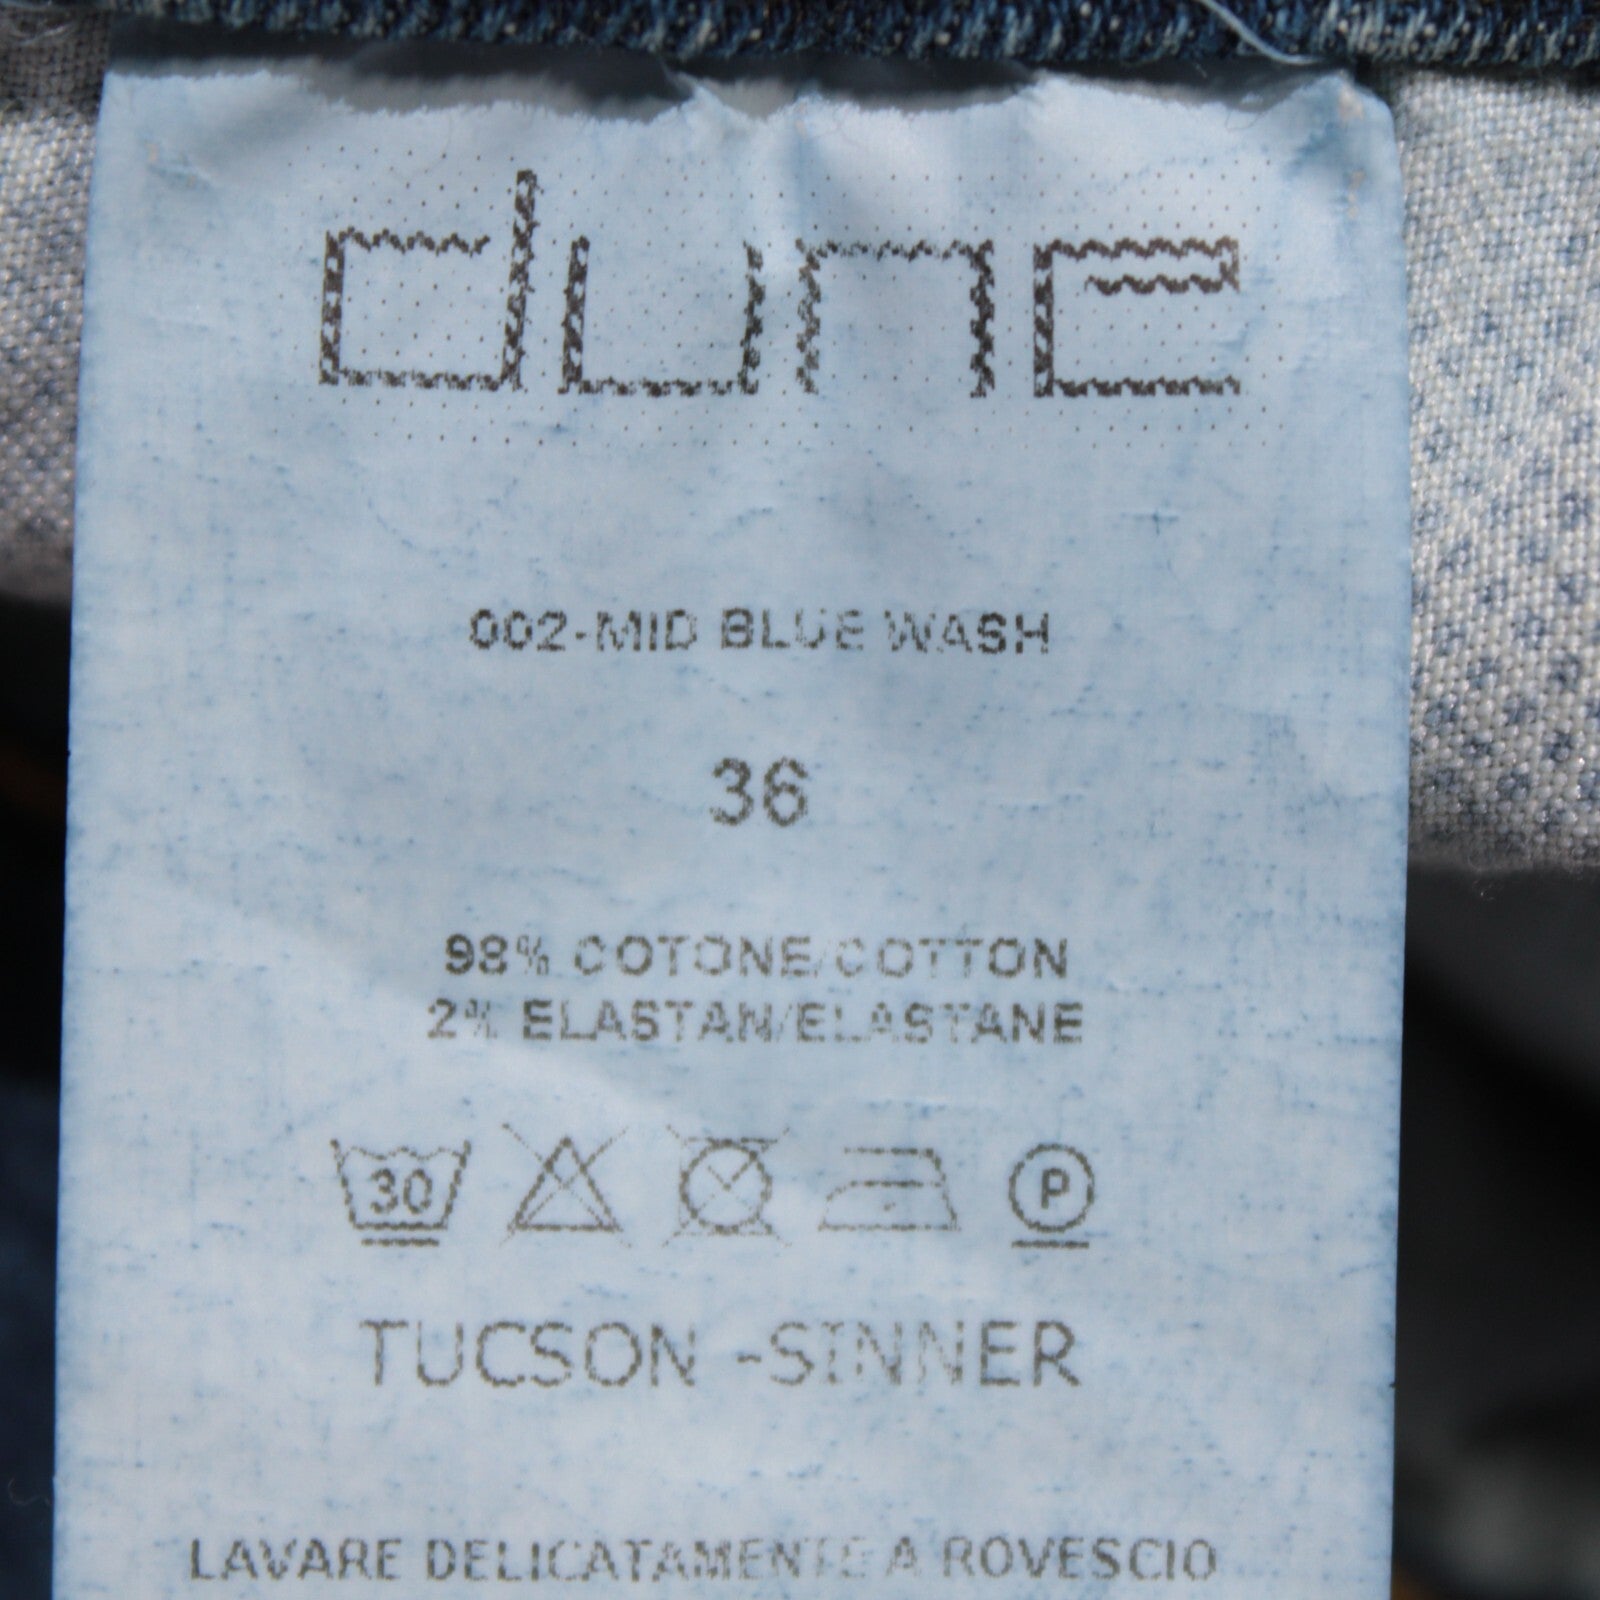 dune
002-MID BLUE WASH
36
98% COTONE/COTTON
2% ELASTAN/ELASTANE
30 P
TUCSON -SINNER
LAVARE DELICATAMENTE A ROVESCIO